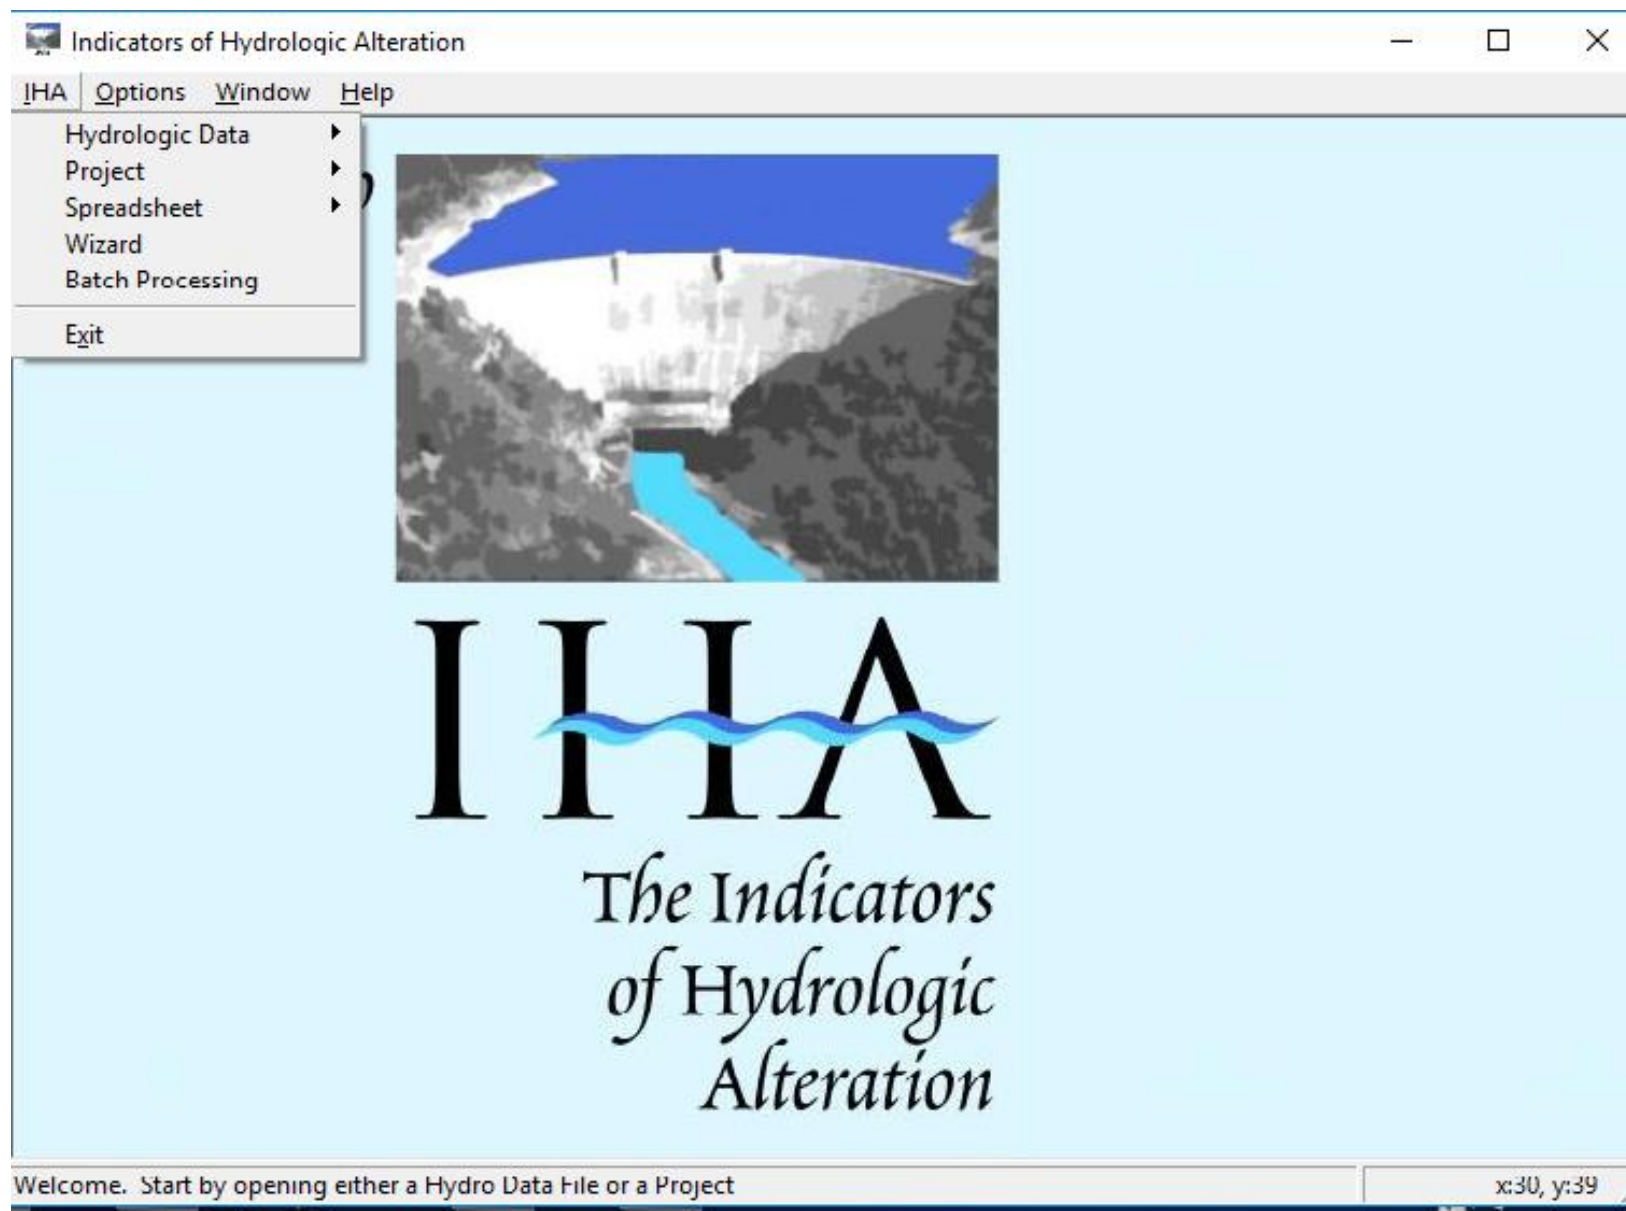 Indicators of Hydrologic Alteration
IHA Options Window Help
Hydrologic Data
Project
Spreadsheet
Wizard
Batch Processing
Exit
IHA
The Indicators
of Hydrologic
Alteration
Welcome. Start by opening either a Hydro Data File or a Project
x:30, y:39